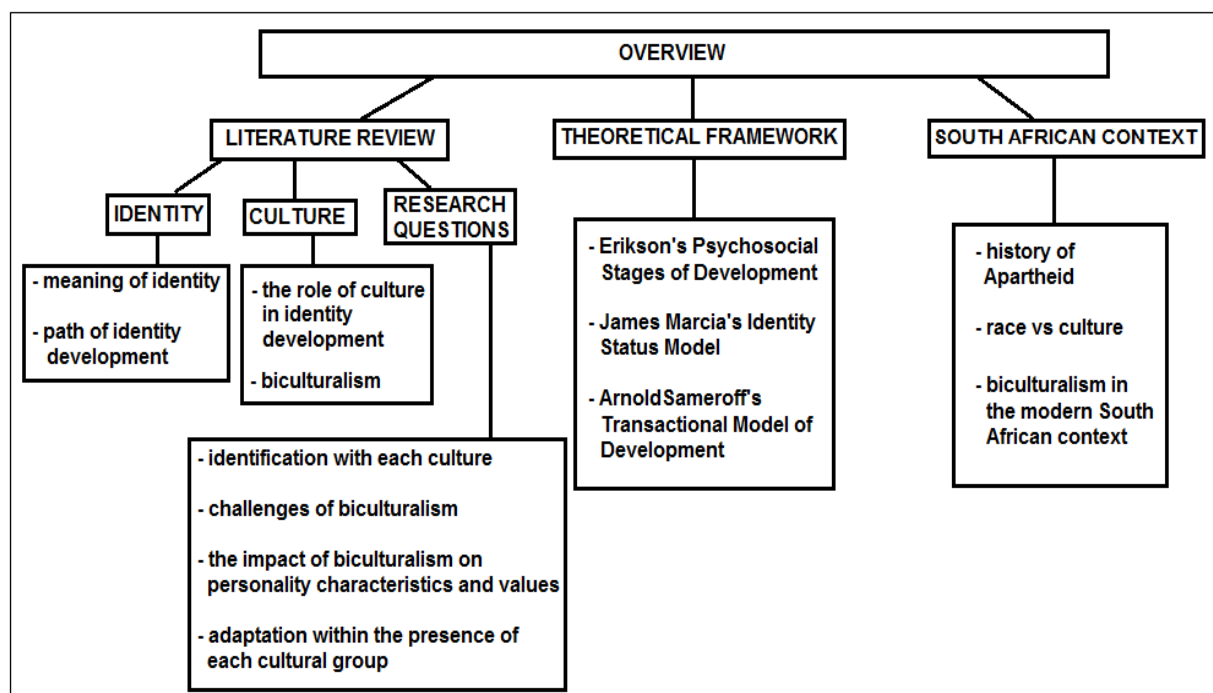 OVERVIEW
LITERATURE REVIEW
THEORETICAL FRAMEWORK
SOUTH AFRICAN CONTEXT
IDENTITY
CULTURE
RESEARCH
QUESTIONS
- meaning of identity
- path of identity
development
- the role of culture
in identity
development
- biculturalism
- identification with each culture
- challenges of biculturalism
- the impact of biculturalism on
personality characteristics and values
- adaptation within the presence of
each cultural group
- Erikson's Psychosocial
Stages of Development
- James Marcia's Identity
Status Model
- Arnold Sameroff's
Transactional Model of
Development
- history of
Apartheid
- race vs culture
- biculturalism in
the modern South
African context